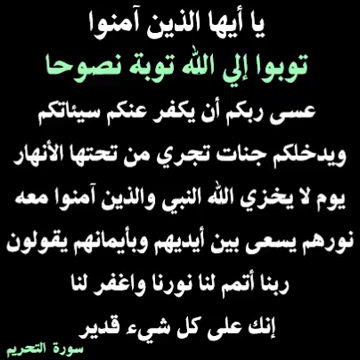 يا أيها الذين آمنوا
توبوا إلي الله توبة نصوحا
عسى ربكم أن يكفر عنكم سيئاتكم
ويدخلكم جنات تجري من تحتها الأنهار
يوم لا يخزي الله النبي والذين آمنوا معه
نورهم يسعى بين أيديهم وبأيمانهم يقولون
ربنا أتمم لنا نورنا واغفر لنا
إنك على كل شيء قدير
سورة التحريم